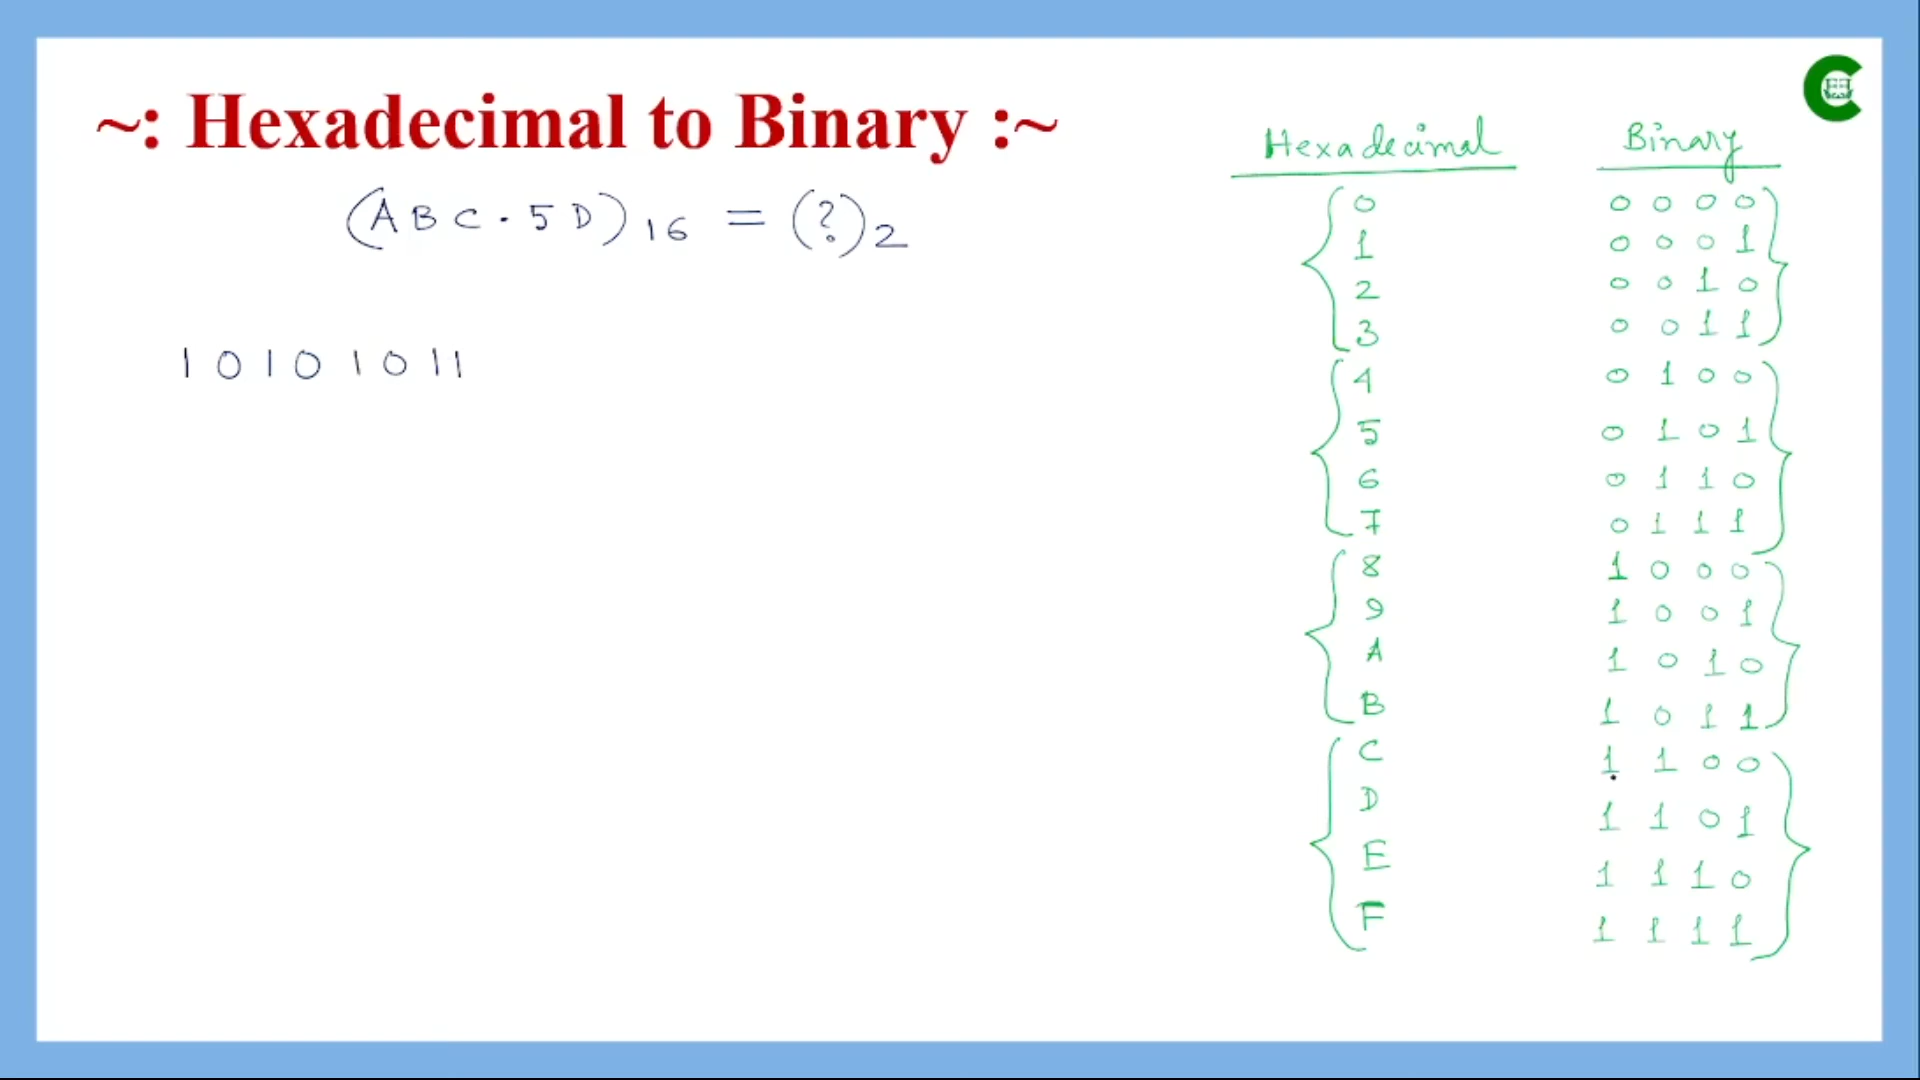 ~: Hexadecimal to Binary :~
(ABC.5D)16 = (?)2
10101011
Hexadecimal Binary
0 0000
1 0001
2 0010
3 0011
4 0100
5 0101
6 0110
7 0111
8 1000
9 1001
A 1010
B 1011
C 1100
D 1101
E 1110
F 1111